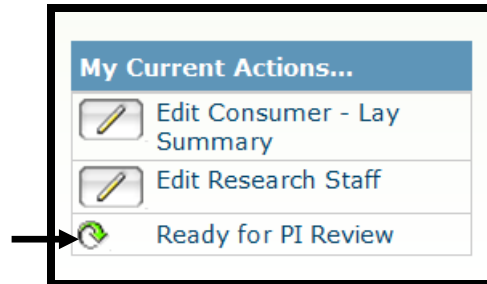 My Current Actions...
Edit Consumer - Lay
Summary
Edit Research Staff
Ready for PI Review